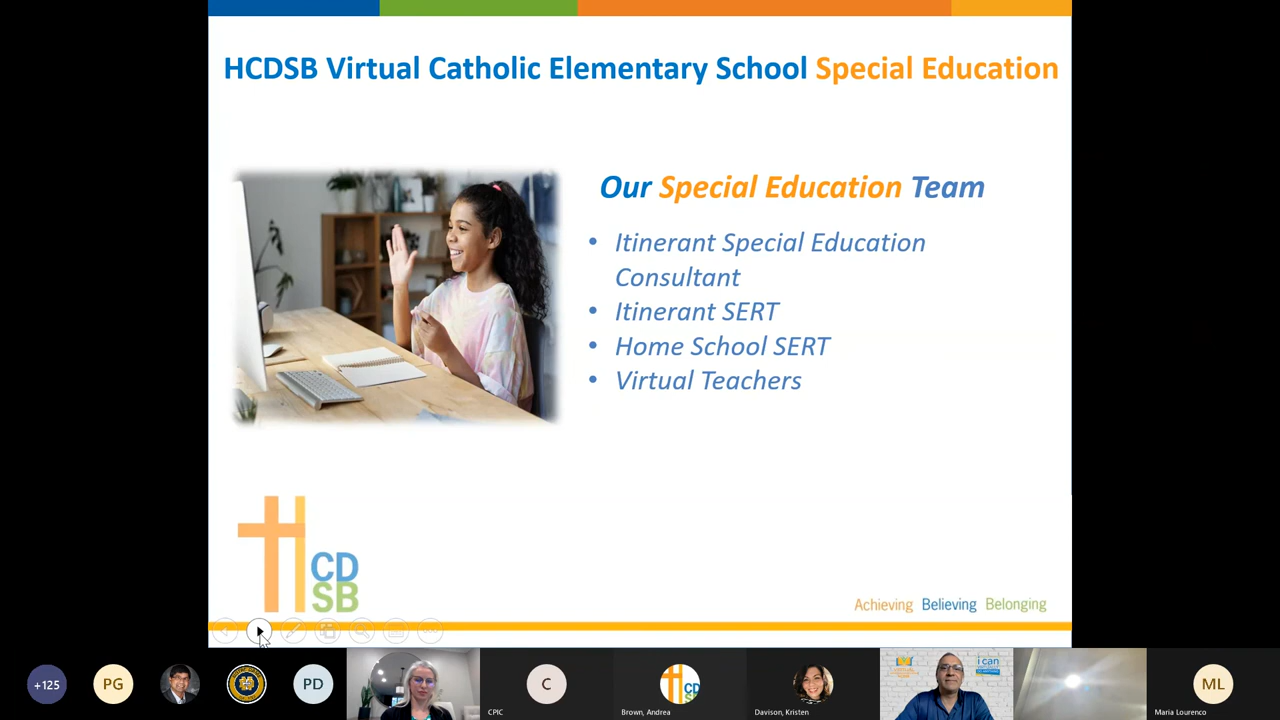 HCDSB Virtual Catholic Elementary School Special Education
Our Special Education Team
• Itinerant Special Education
Consultant
• Itinerant SERT
• Home School SERT
• Virtual Teachers
HCDSB
Achieving Believing Belonging
+125
PG
PD
C
CPIC
CD
SB
Brown, Andrea
Davison, Kristen
i can
ML
Maria Lourenco